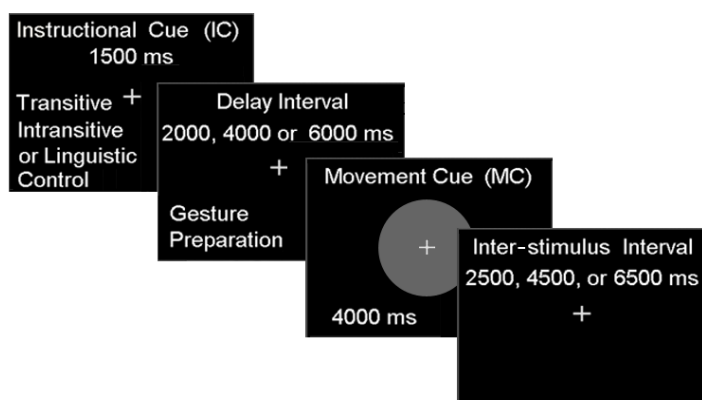 Instructional Cue (IC)
1500 ms
Transitive
Intransitive
or Linguistic
Control
Delay Interval
2000, 4000 or 6000 ms
Gesture
Preparation
Movement Cue (MC)
4000 ms
Inter-stimulus Interval
2500, 4500, or 6500 ms